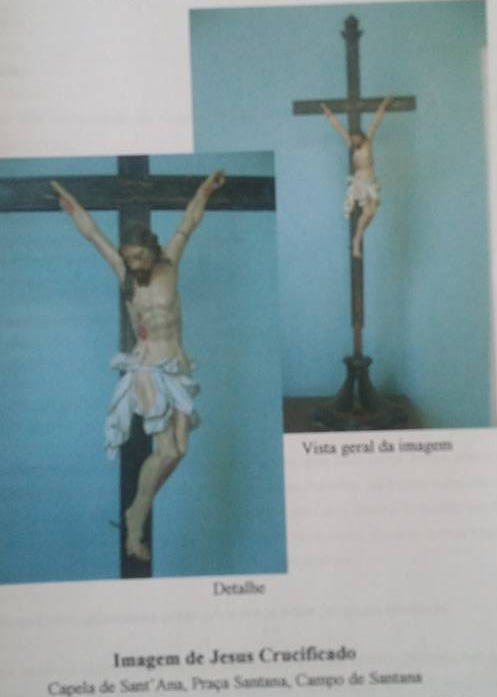 Vista geral da imagem
Detalhe
Imagem de Jesus Crucificado
Capela de Sant'Ana, Praça Santana, Campo de Santana